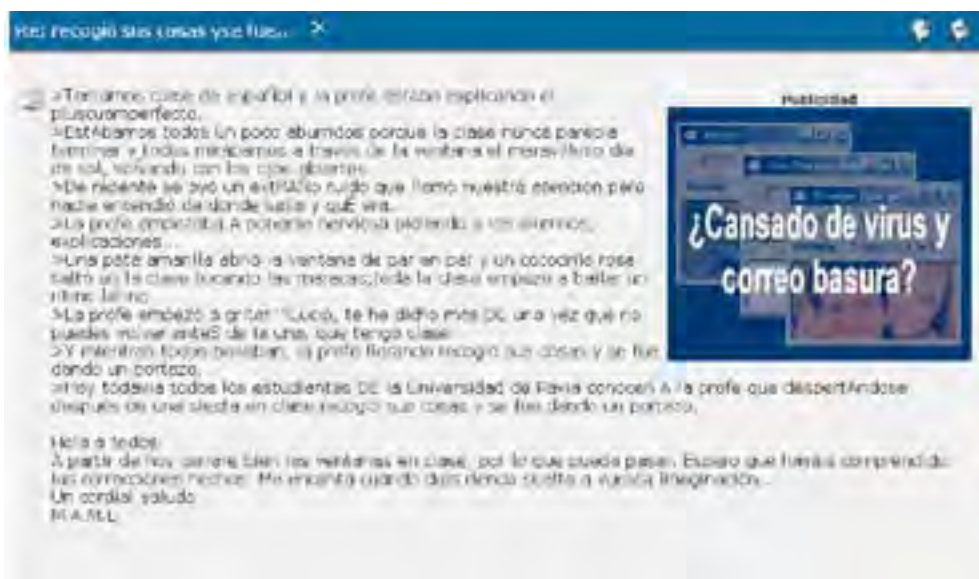 Re: recogió sus cosas y se fue...
Publicidad
¿Cansado de virus y
correo basura?
>Teníamos clase de español y la profe estaba explicando el
pluscuamperfecto.
>EstAbamos todos un poco aburridos porque la clase nunca parecía
terminar y todos mirábamos a través de la ventana el maravilloso día
de sol, soñando con los ojos abiertos.
>De repente se oyó un extRAño ruido que llamó nuestra atención pero
nadie entendió de donde salía y quÉ era.
>La profe empezaba A ponerse nerviosa pidiendo a los alumnos,
explicaciones...
>Una pata amarilla abrió la ventana de par en par y un cocodrilo rosa
saltó en la clase tocando las maracas, toda la clase empezó a bailar un
ritmo latino
>La profe empezó a gritar: "Lucio, te he dicho más DE una vez que no
puedes volver anteS de la una, que tengo clase
>Y mientras todos bailaban, la profe llorando recogió sus cosas y se fue
dando un portazo.
>Hoy todavía todos los estudiantes DE la Universidad de Pavia conocen A la profe que despertAndose
después de una siesta en clase recogió sus cosas y se fue dando un portazo.
Hola a todos:
A partir de hoy cerraré bien las ventanas en clase, por lo que pueda pasar. Espero que hayáis comprendido
las correcciones hechas. Me encanta cuando dais rienda suelta a vuestra imaginación...
Un cordial saludo
M.A.M.L.